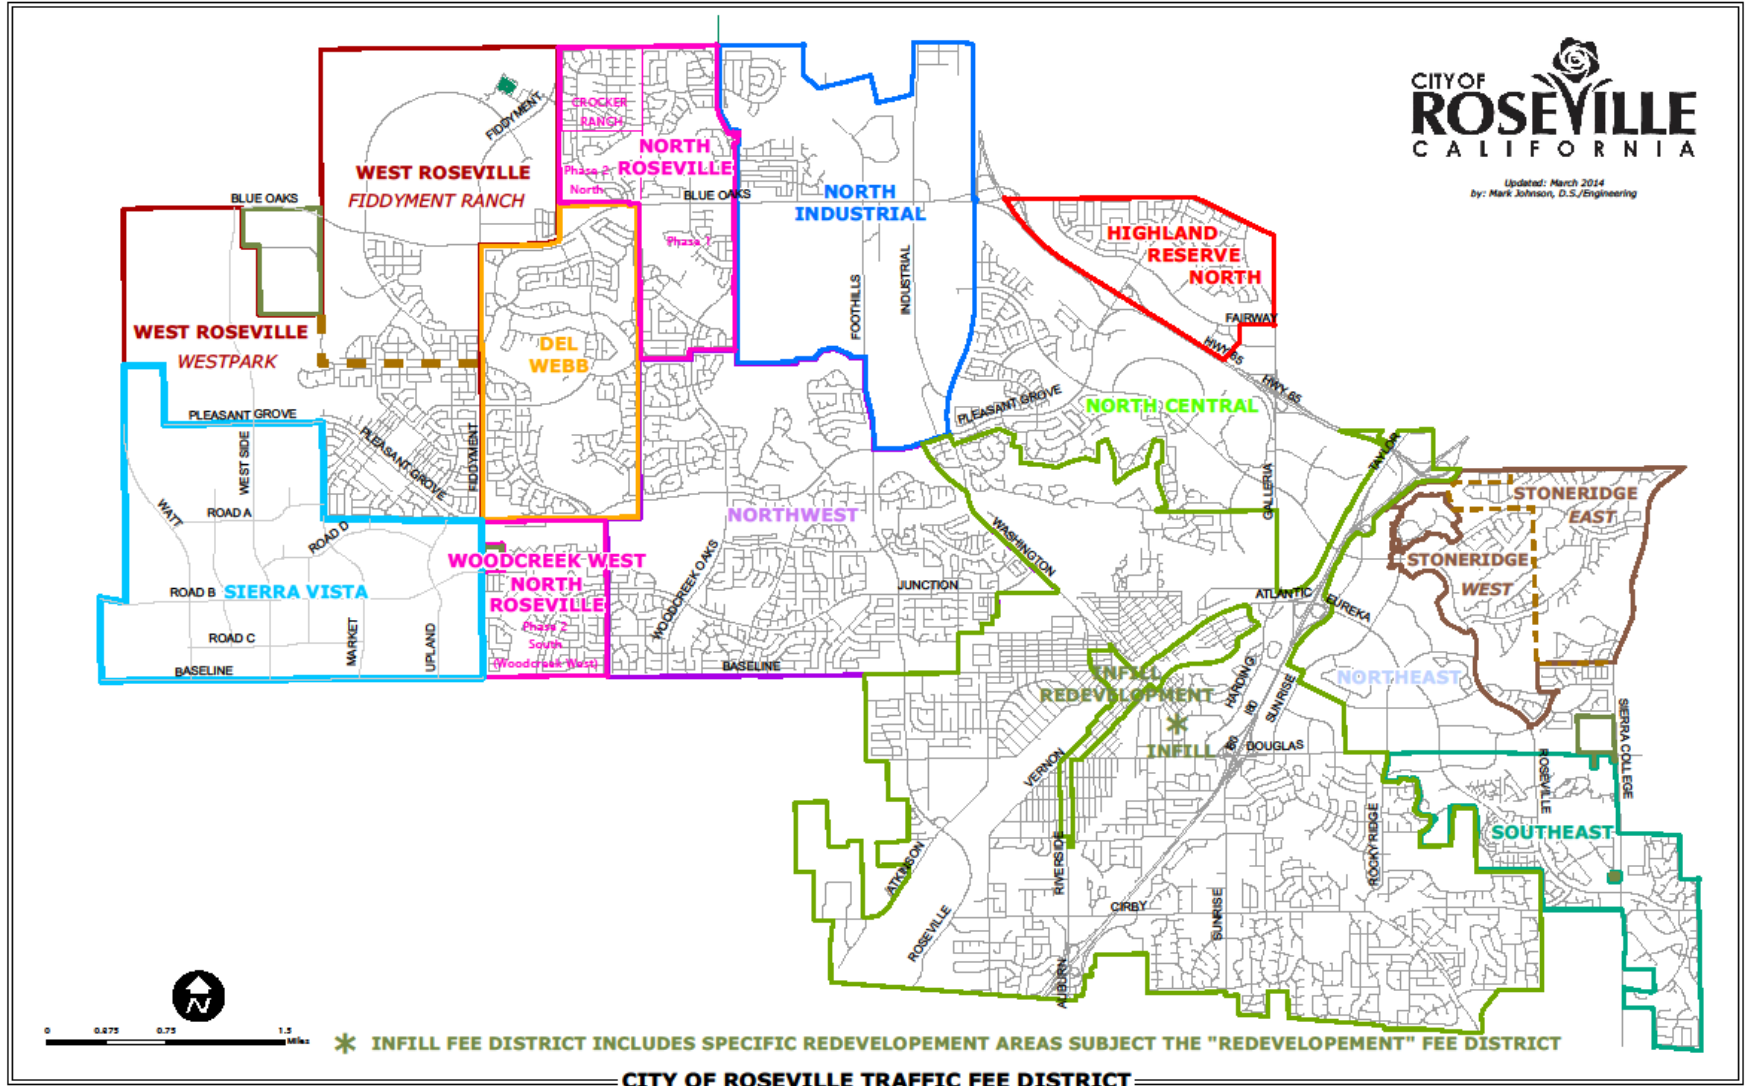 CITY OF
ROSEVILLE
CALIFORNIA
Updated: March 2014
by: Mark Johnson, D.S./Engineering
FIDDYMENT
CROCKER
RANCH
NORTH
ROSEVILLE
Phase 2
North
BLUE OAKS
Phase 1
WEST ROSEVILLE
FIDDYMENT RANCH
BLUE OAKS
NORTH
INDUSTRIAL
FOOTHILLS
INDUSTRIAL
HIGHLAND
RESERVE
NORTH
FAIRWAY
HWY 65
HWY 65
WEST ROSEVILLE
WESTPARK
DEL
WEBB
PLEASANT GROVE
NORTH CENTRAL
PLEASANT GROVE
PLEASANT GROVE
FIDDYMENT
WEST SIDE
WATT
ROAD A
ROAD D
ROAD B
SIERRA VISTA
ROAD C
MARKET
UPLAND
BASELINE
NORTHWEST
WOODCREEK OAKS
WASHINGTON
JUNCTION
BASELINE
WOODCREEK WEST
NORTH
ROSEVILLE
Phase 2
South
(Woodcreek West)
GALLERIA
TAYLOR
STONERIDGE
EAST
STONERIDGE
WEST
ATLANTIC
EUREKA
INFILL
REDEVELOPMENT
INFILL
HARDING
I80
SUNRISE
NORTHEAST
I80
DOUGLAS
VERNON
SIERRA COLLEGE
ROSEVILLE
SOUTHEAST
ROCKY RIDGE
RIVERSIDE
ATKINSON
ROSEVILLE
CIRBY
SUNRISE
AUBURN
N
0 0.375 0.75 1.5
Miles
* INFILL FEE DISTRICT INCLUDES SPECIFIC REDEVELOPEMENT AREAS SUBJECT THE "REDEVELOPEMENT" FEE DISTRICT
CITY OF ROSEVILLE TRAFFIC FEE DISTRICT